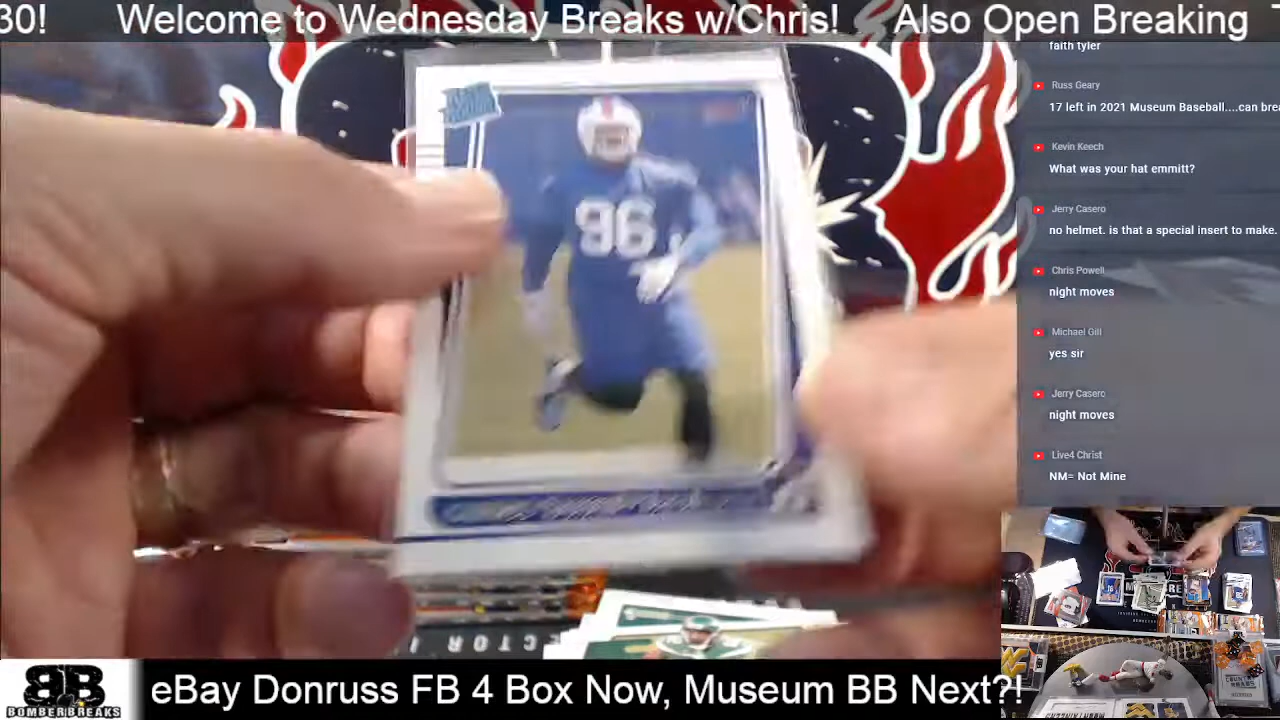 30! Welcome to Wednesday Breaks w/Chris! Also Open Breaking
faith tyler
Russ Geary
17 left in 2021 Museum Baseball....can bre
Kevin Keech
What was your hat emmitt?
Jerry Casero
no helmet. is that a special insert to make.
Chris Powell
night moves
Michael Gill
yes sir
Jerry Casero
night moves
Live4 Christ
NM= Not Mine
96
BB
BOMBERBREAKS
eBay Donruss FB 4 Box Now, Museum BB Next?!